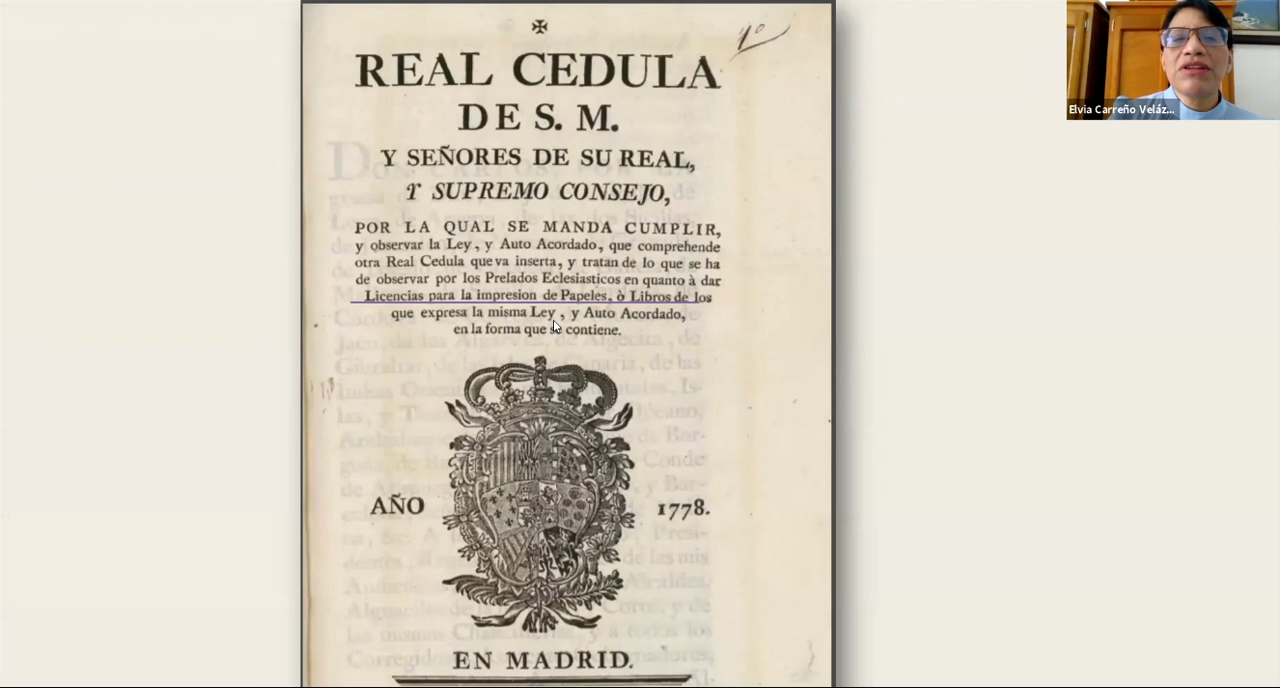 1º
REAL CEDULA
DE S. M.
Y SEÑORES DE SU REAL,
Y SUPREMO CONSEJO,
POR LA QUAL SE MANDA CUMPLIR,
y observar la Ley, y Auto Acordado, que comprehende
otra Real Cedula que va inserta, y tratan de lo que se ha
de observar por los Prelados Eclesiasticos en quanto à dar
Licencias para la impresion de Papeles, ò Libros de los
que expresa la misma Ley, y Auto Acordado,
en la forma que se contiene.
AÑO 1778.
EN MADRID.
Elvia Carreño Veláz...